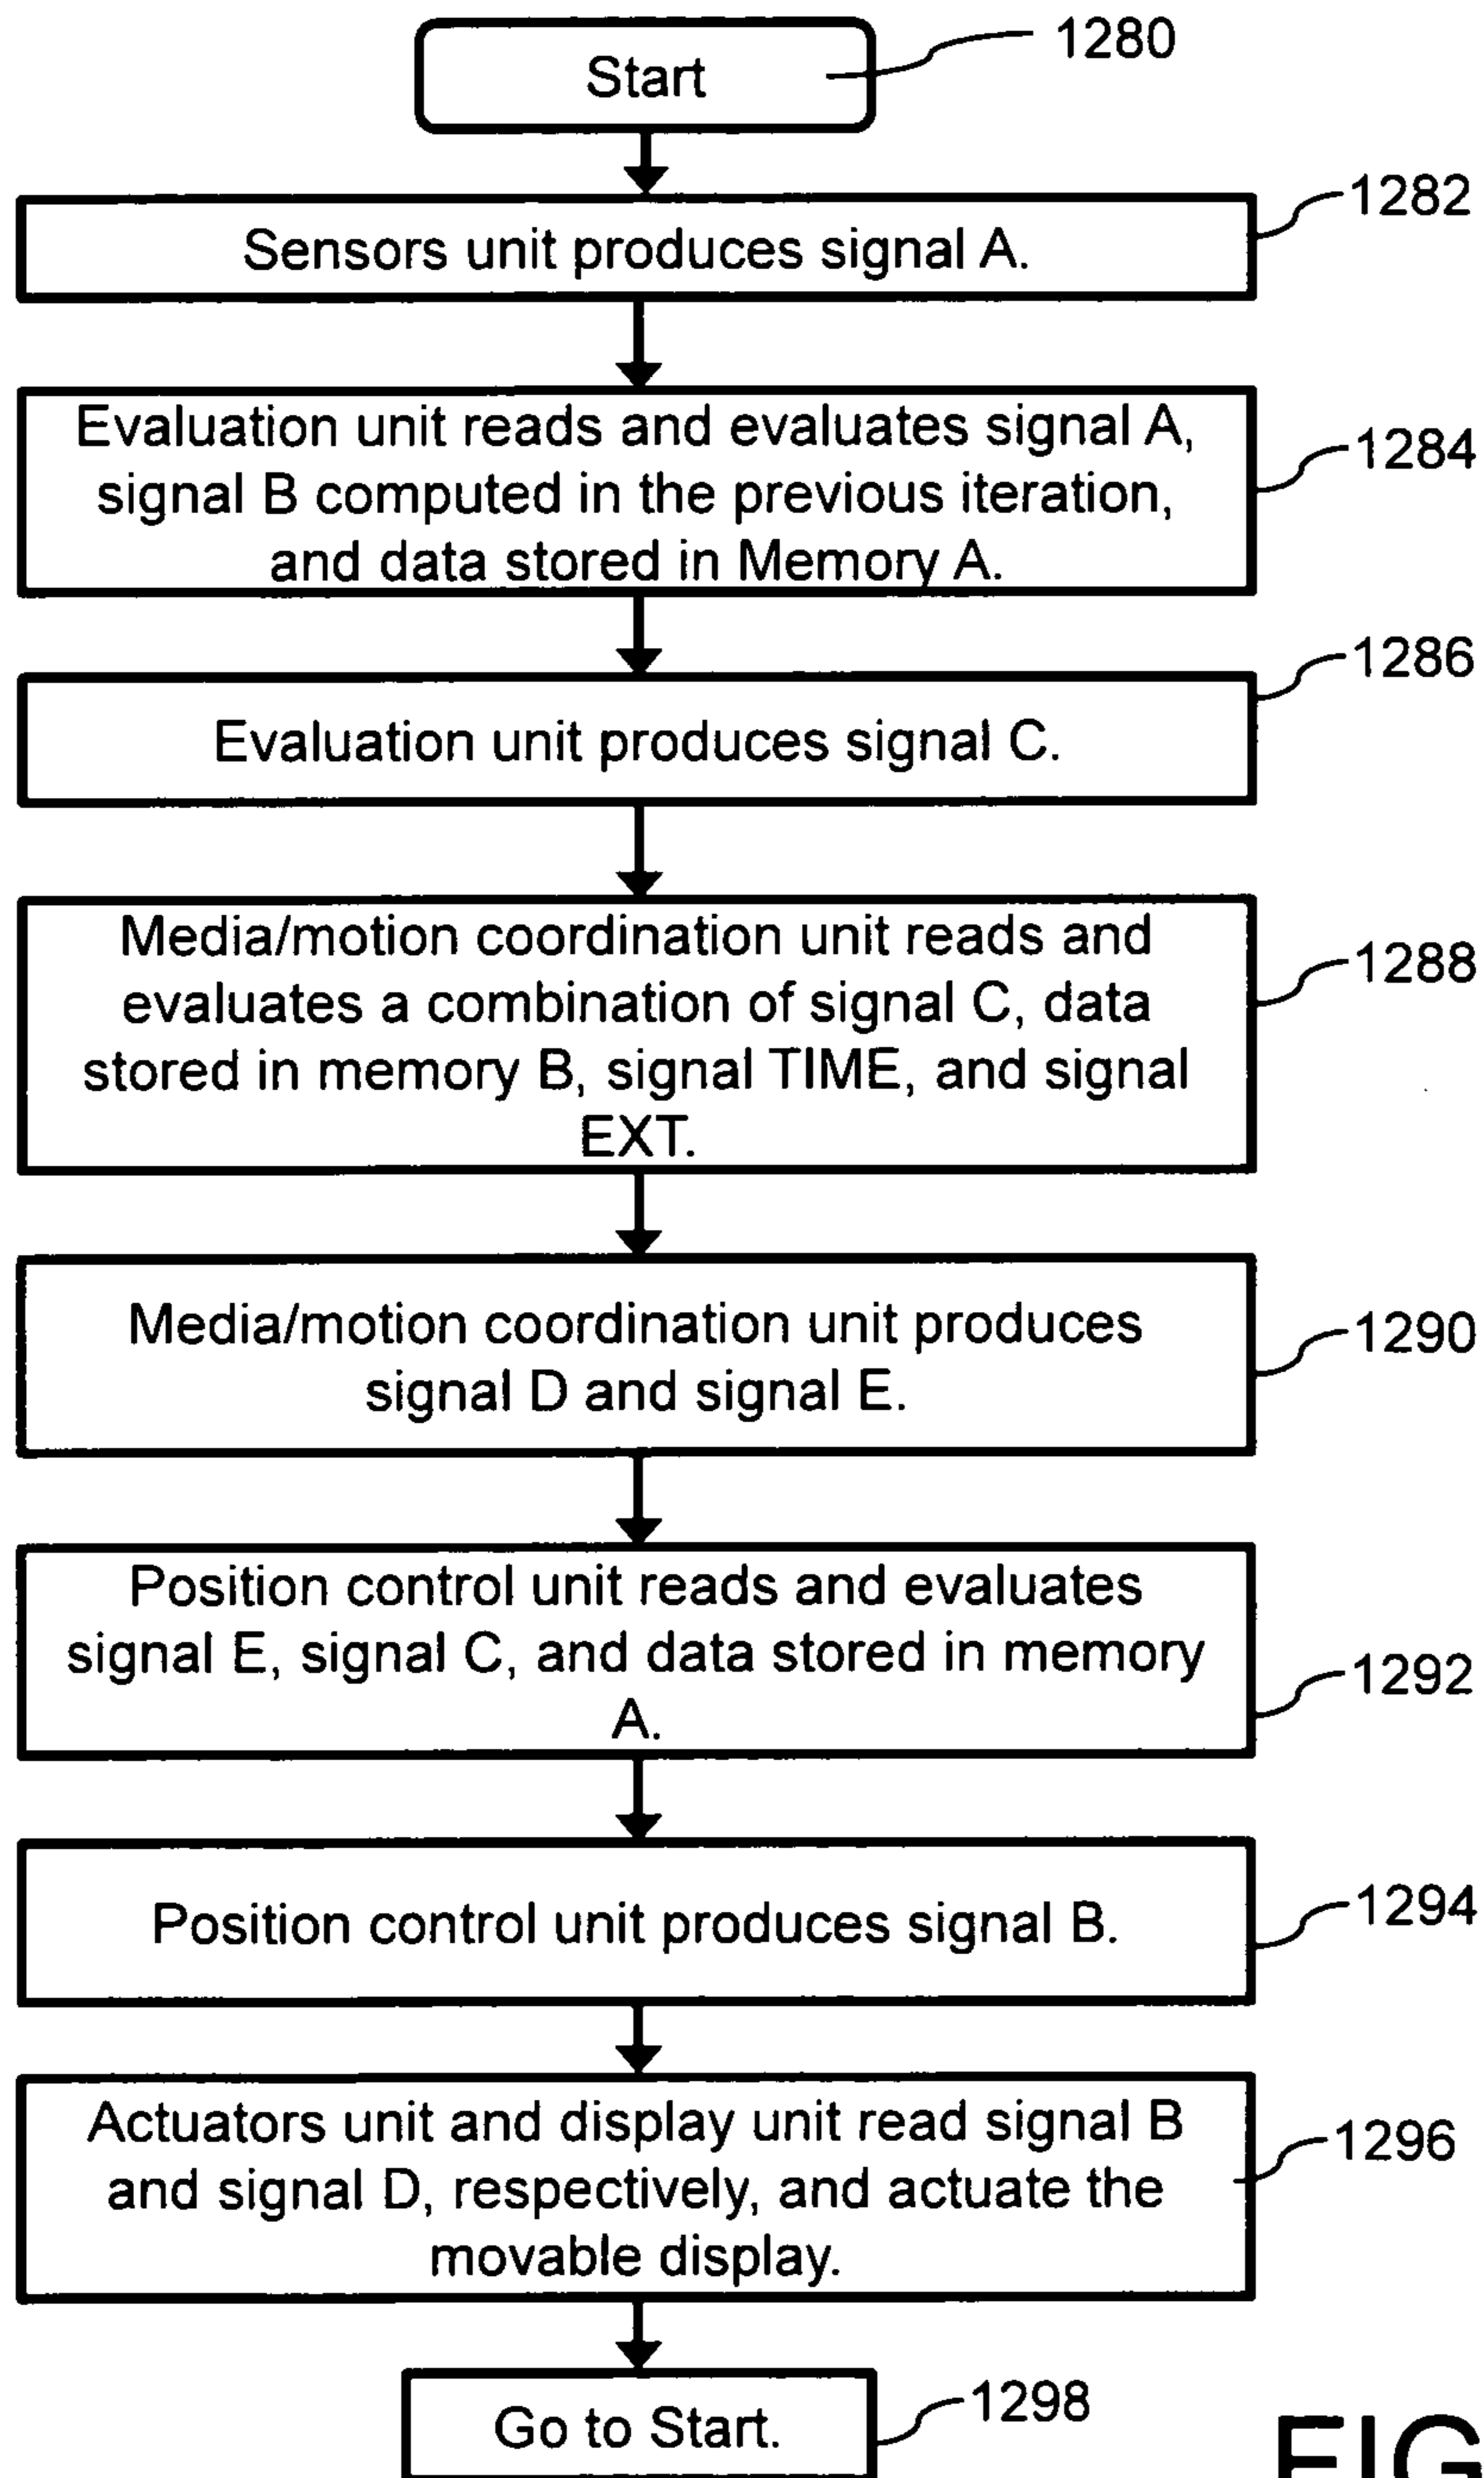 Start
1280
Sensors unit produces signal A.
1282
Evaluation unit reads and evaluates signal A,
signal B computed in the previous iteration,
and data stored in Memory A.
1284
Evaluation unit produces signal C.
1286
Media/motion coordination unit reads and
evaluates a combination of signal C, data
stored in memory B, signal TIME, and signal
EXT.
1288
Media/motion coordination unit produces
signal D and signal E.
1290
Position control unit reads and evaluates
signal E, signal C, and data stored in memory
A.
1292
Position control unit produces signal B.
1294
Actuators unit and display unit read signal B
and signal D, respectively, and actuate the
movable display.
1296
Go to Start.
1298
FIG